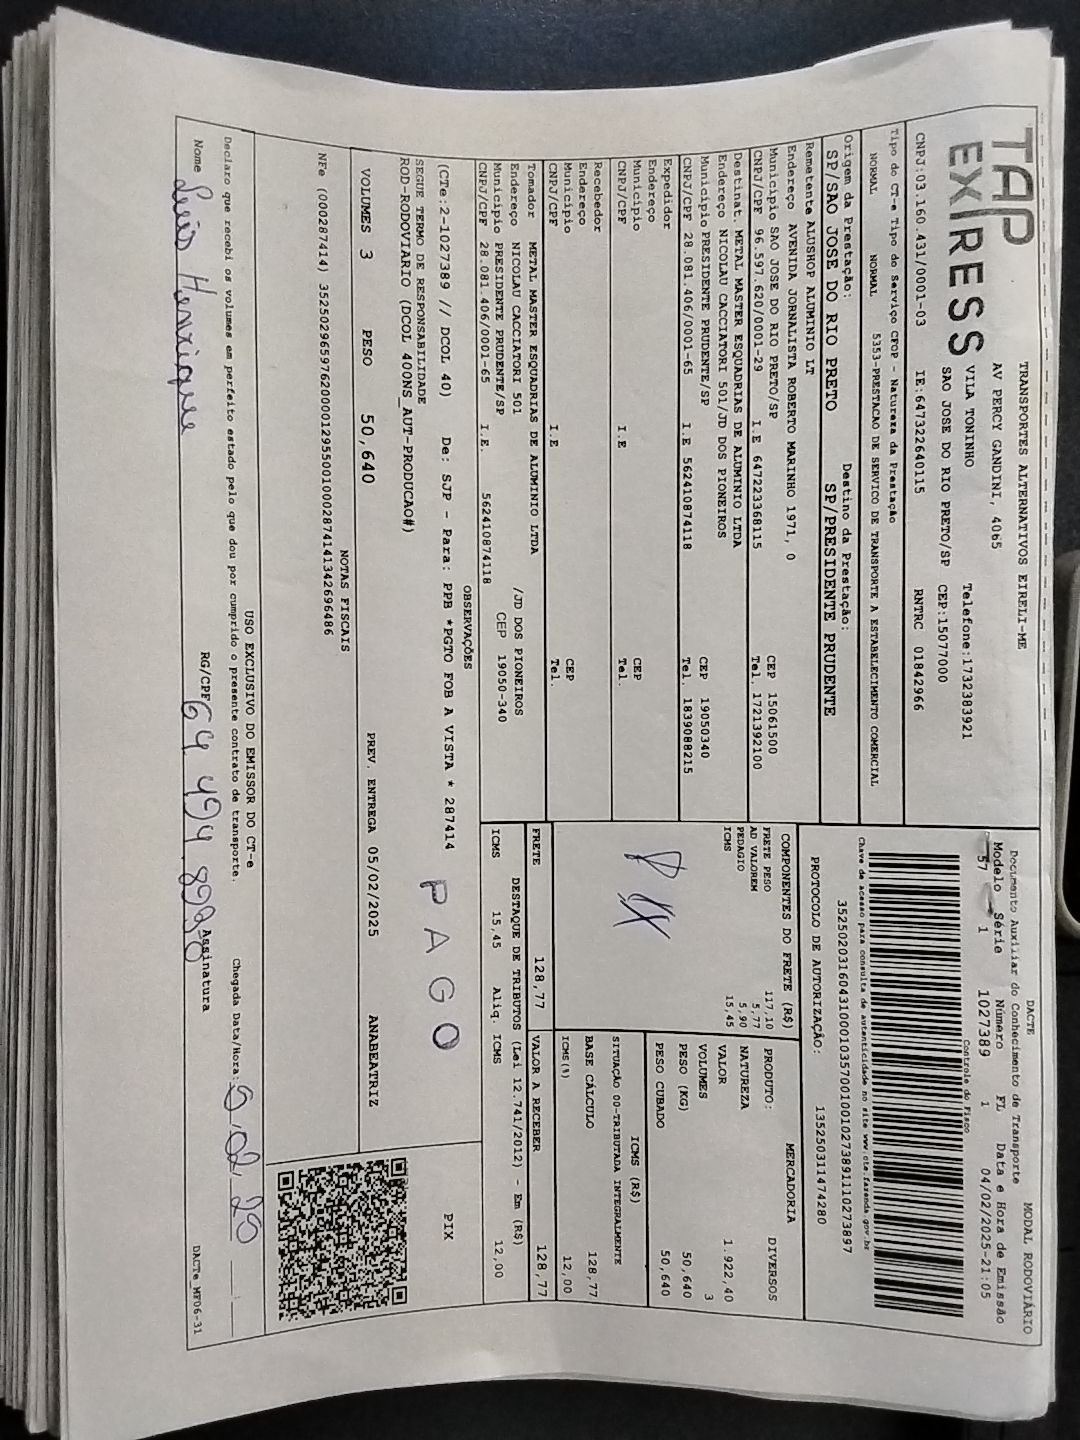 TAP
EXPRESS
TRANSPORTES ALTERNATIVOS EIRELI-ME
AV PERCY GANDINI, 4065
VILA TONINHO Telefone:1732383921
SAO JOSE DO RIO PRETO/SP CEP:15077000
CNPJ:03.160.431/0001-03 IE:647322640115 RNTRC 01842966
DACTE MODAL RODOVIÁRIO
Documento Auxiliar do Conhecimento de Transporte
Modelo Série Número FL Data e Hora de Emissão
57 1 1027389 1 04/02/2025-21:05
Controle do Fisco
Tipo do CT-e Tipo do Serviço CFOP - Natureza da Prestação
NORMAL NORMAL 5353-PRESTACAO DE SERVICO DE TRANSPORTE A ESTABELECIMENTO COMERCIAL
Chave de acesso para consulta de autenticidade no site www.cte.fazenda.gov.br
PROTOCOLO DE AUTORIZAÇÃO: 135250311474280
Origem da Prestação: Destino da Prestação:
SP/SAO JOSE DO RIO PRETO SP/PRESIDENTE PRUDENTE
Remetente ALUSHOP ALUMINIO LT
Endereço AVENIDA JORNALISTA ROBERTO MARINHO 1971, 0
Município SAO JOSE DO RIO PRETO/SP CEP 15061500
CNPJ/CPF 96.597.620/0001-29 I.E 647223368115 Tel. 1721392100
Destinat. METAL MASTER ESQUADRIAS DE ALUMINIO LTDA
Endereço NICOLAU CACCIATORI 501/JD DOS PIONEIROS
Município PRESIDENTE PRUDENTE/SP CEP 19050340
CNPJ/CPF 28.081.406/0001-65 I.E 562410874118 Tel. 1839088215
Expedidor
Endereço
Município CEP
CNPJ/CPF I.E Tel.
Recebedor
Endereço
Município CEP
CNPJ/CPF I.E Tel.
Tomador METAL MASTER ESQUADRIAS DE ALUMINIO LTDA
Endereço NICOLAU CACCIATORI 501 /JD DOS PIONEIROS
Município PRESIDENTE PRUDENTE/SP CEP 19050-340
CNPJ/CPF 28.081.406/0001-65 I.E. 562410874118
COMPONENTES DO FRETE (R$)
FRETE PESO 117,10
AD VALOREM 5,77
PEDAGIO 5,90
ICMS 15,45
MERCADORIA
PRODUTO: DIVERSOS
NATUREZA
VALOR 1.922,40
VOLUMES 3
PESO (KG) 50,640
PESO CUBADO 50,640
ICMS (R$)
SITUAÇÃO 00-TRIBUTADA INTEGRALMENTE
BASE CÁLCULO 128,77
ICMS(%) 12,00
FRETE 128,77 VALOR A RECEBER 128,77
DESTAQUE DE TRIBUTOS (Lei 12.741/2012) - Em (R$)
ICMS 15,45 Aliq. ICMS 12,00
OBSERVAÇÕES
(CTe:2-1027389 // DCOL 40) De: SJP - Para: PPB *PGTO FOB A VISTA * 287414
PAGO
PIX
SEGUE TERMO DE RESPONSABILIDADE
ROD-RODOVIARIO (DCOL 400NS_AUT-PRODUCAO#)
VOLUMES 3 PESO 50,640 PREV. ENTREGA 05/02/2025 ANABEATRIZ
NOTAS FISCAIS
NFe (000287414) 35250296597620000129550010002874141342696486
USO EXCLUSIVO DO EMISSOR DO CT-e
Declaro que recebi os volumes em perfeito estado pelo que dou por cumprido o presente contrato de transporte. Chegada Data/Hora:
Nome Luis Henrique RG/CPF Assinatura
DACTe_MF06-31